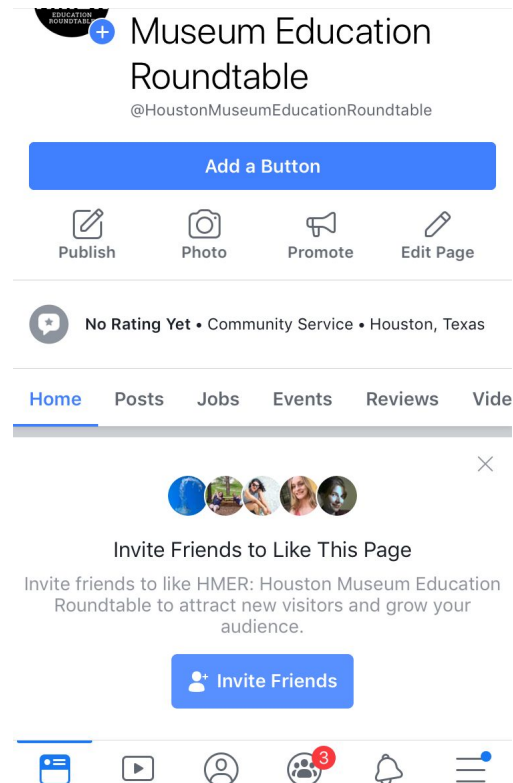 EDUCATION
ROUNDTABLE
Museum Education
Roundtable
@HoustonMuseumEducationRoundtable
Add a Button
Publish Photo Promote Edit Page
No Rating Yet • Community Service • Houston, Texas
Home Posts Jobs Events Reviews Vide
Invite Friends to Like This Page
Invite friends to like HMER: Houston Museum Education
Roundtable to attract new visitors and grow your
audience.
Invite Friends
3